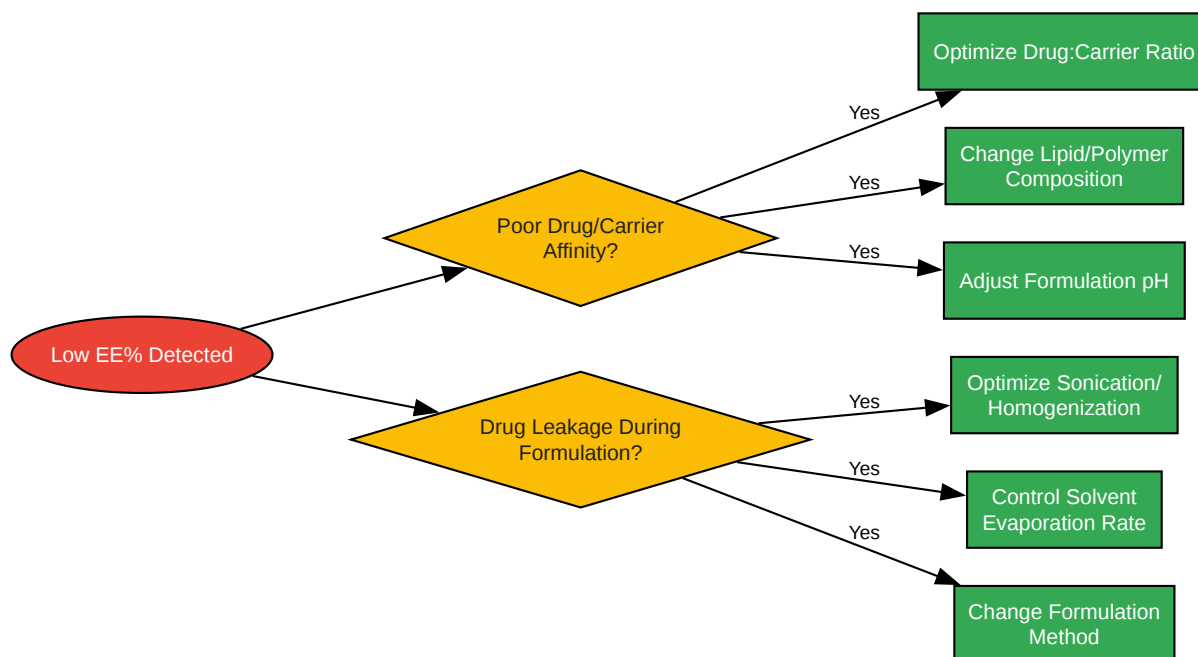 Low EE% Detected
Poor Drug/Carrier
Affinity?
Drug Leakage During
Formulation?
Yes
Optimize Drug:Carrier Ratio
Yes
Change Lipid/Polymer
Composition
Yes
Adjust Formulation pH
Yes
Optimize Sonication/
Homogenization
Yes
Control Solvent
Evaporation Rate
Yes
Change Formulation
Method